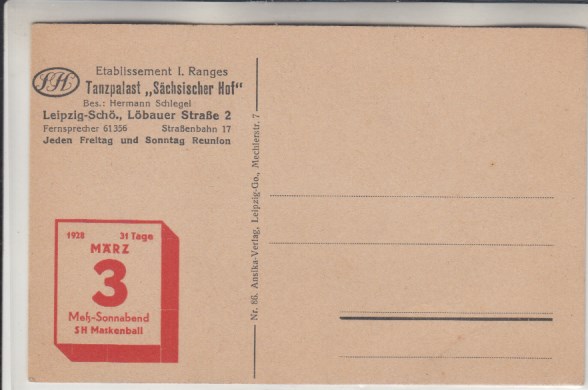 SH
Etablissement I. Ranges
Tanzpalast „Sächsischer Hof“
Bes.: Hermann Schlegel
Leipzig-Schö., Löbauer Straße 2
Fernsprecher 61356 Straßenbahn 17
Jeden Freitag und Sonntag Reunion
1928 31 Tage
MÄRZ
3
Meß-Sonnabend
SH Maskenball
Nr. 66. Ansika-Verlag, Leipzig-Go., Mechlerstr. 7